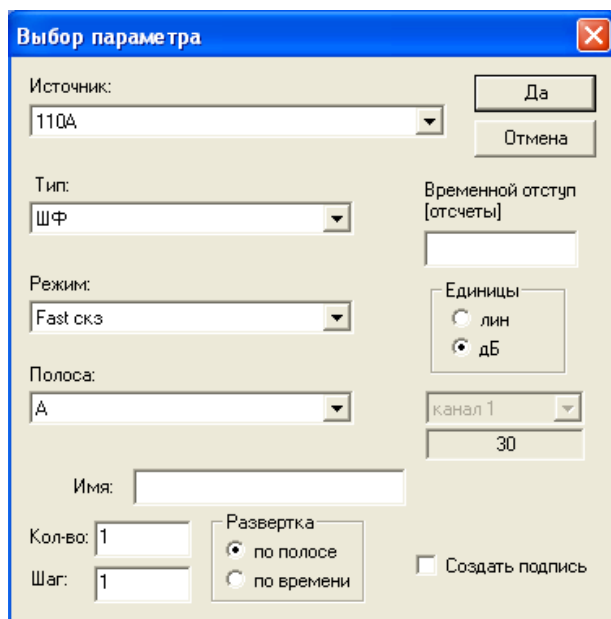 Выбор параметра
Источник:
110А
Да
Отмена
Тип:
ШФ
Временной отступ
[отсчеты]
Режим:
Fast скз
Единицы
лин
дБ
Полоса:
А
канал 1
30
Имя:
Кол-во: 1
Шаг: 1
Развертка
по полосе
по времени
Создать подпись